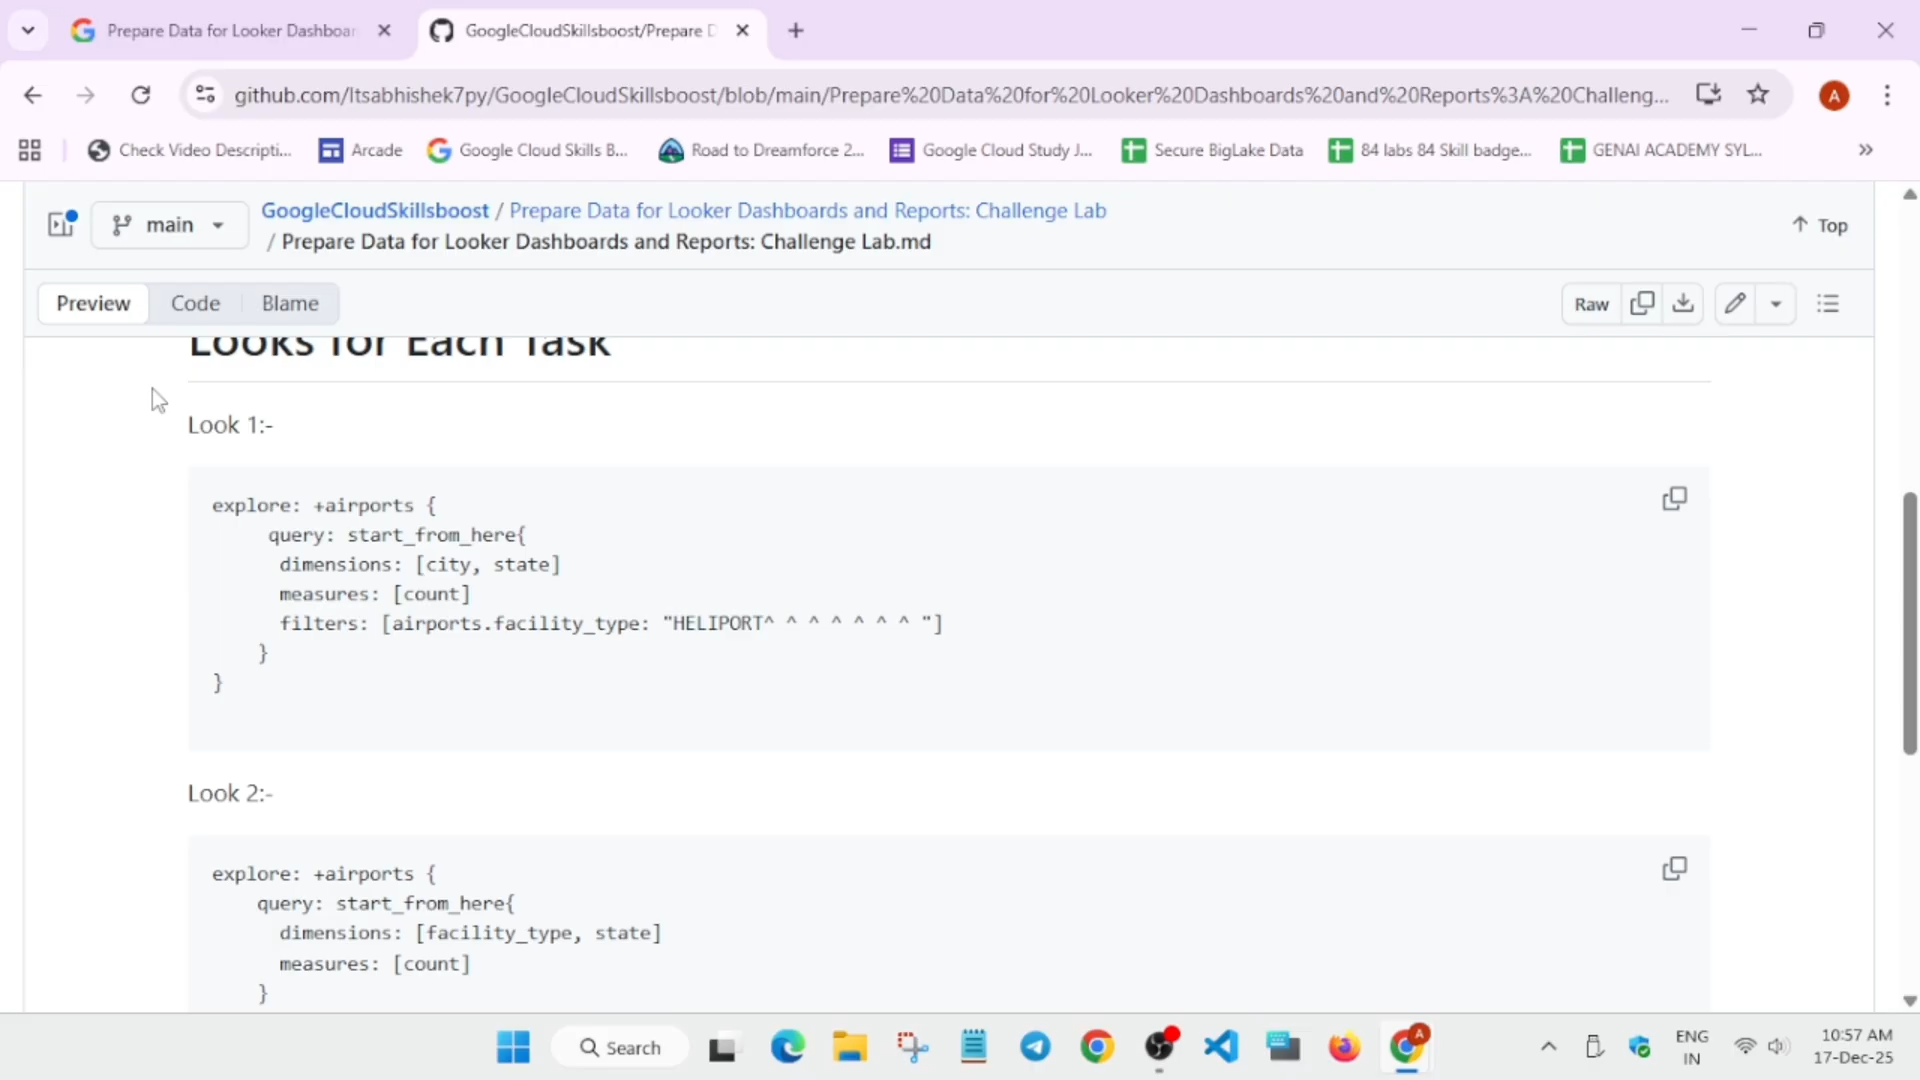 Prepare Data for Looker Dashboar
GoogleCloudSkillsboost/Prepare D
github.com/Itsabhishek7py/GoogleCloudSkillsboost/blob/main/Prepare%20Data%20for%20Looker%20Dashboards%20and%20Reports%3A%20Challeng...
A
Check Video Descripti...
Arcade
Google Cloud Skills B...
Road to Dreamforce 2...
Google Cloud Study J...
Secure BigLake Data
84 labs 84 Skill badge...
GENAI ACADEMY SYL...
main
GoogleCloudSkillsboost / Prepare Data for Looker Dashboards and Reports: Challenge Lab
/ Prepare Data for Looker Dashboards and Reports: Challenge Lab.md
Top
Preview
Code
Blame
Raw
Looks for Each Task
Look 1:-
explore: +airports {
query: start_from_here{
dimensions: [city, state]
measures: [count]
filters: [airports.facility_type: "HELIPORT^ ^ ^ ^ ^ ^ ^ "]
}
}
Look 2:-
explore: +airports {
query: start_from_here{
dimensions: [facility_type, state]
measures: [count]
}
Search
A
ENG
IN
10:57 AM
17-Dec-25